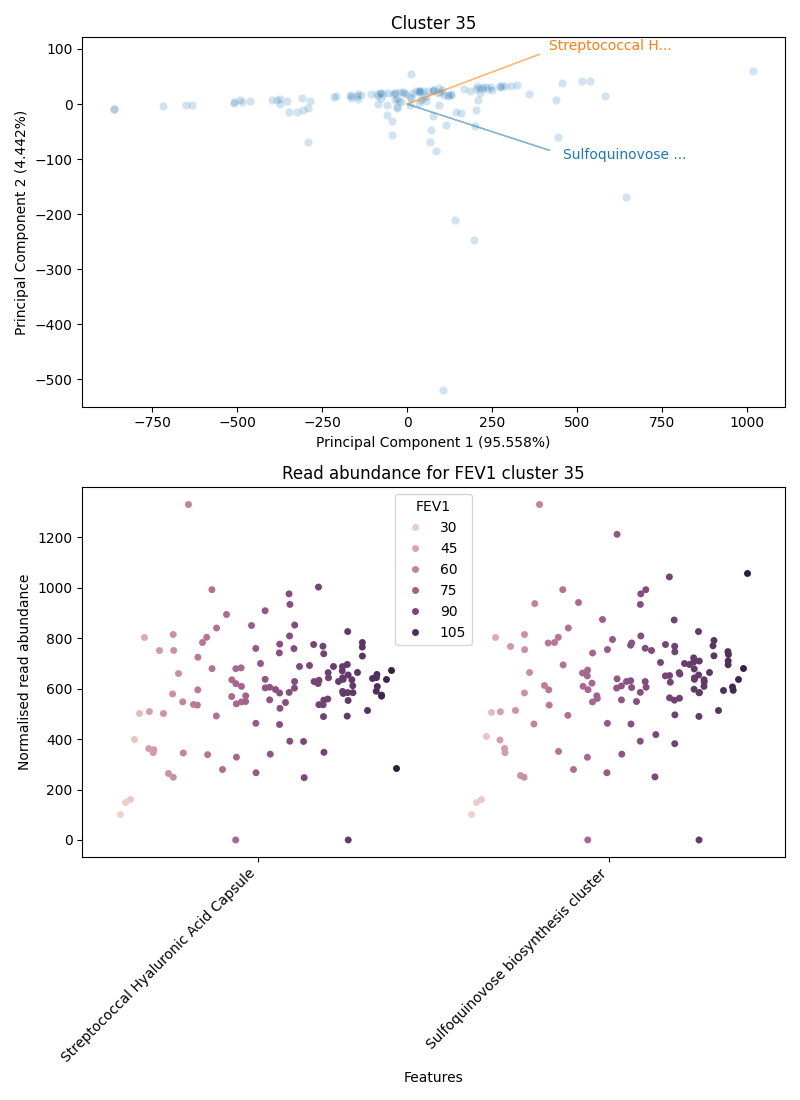 Cluster 35
Streptococcal H...
Sulfoquinovose ...
100
0
−100
−200
−300
−400
−500
Principal Component 2 (4.442%)
−750 −500 −250 0 250 500 750 1000
Principal Component 1 (95.558%)
Read abundance for FEV1 cluster 35
FEV1
30
45
60
75
90
105
1200
1000
800
600
400
200
0
Normalised read abundance
Streptococcal Hyaluronic Acid Capsule
Sulfoquinovose biosynthesis cluster
Features